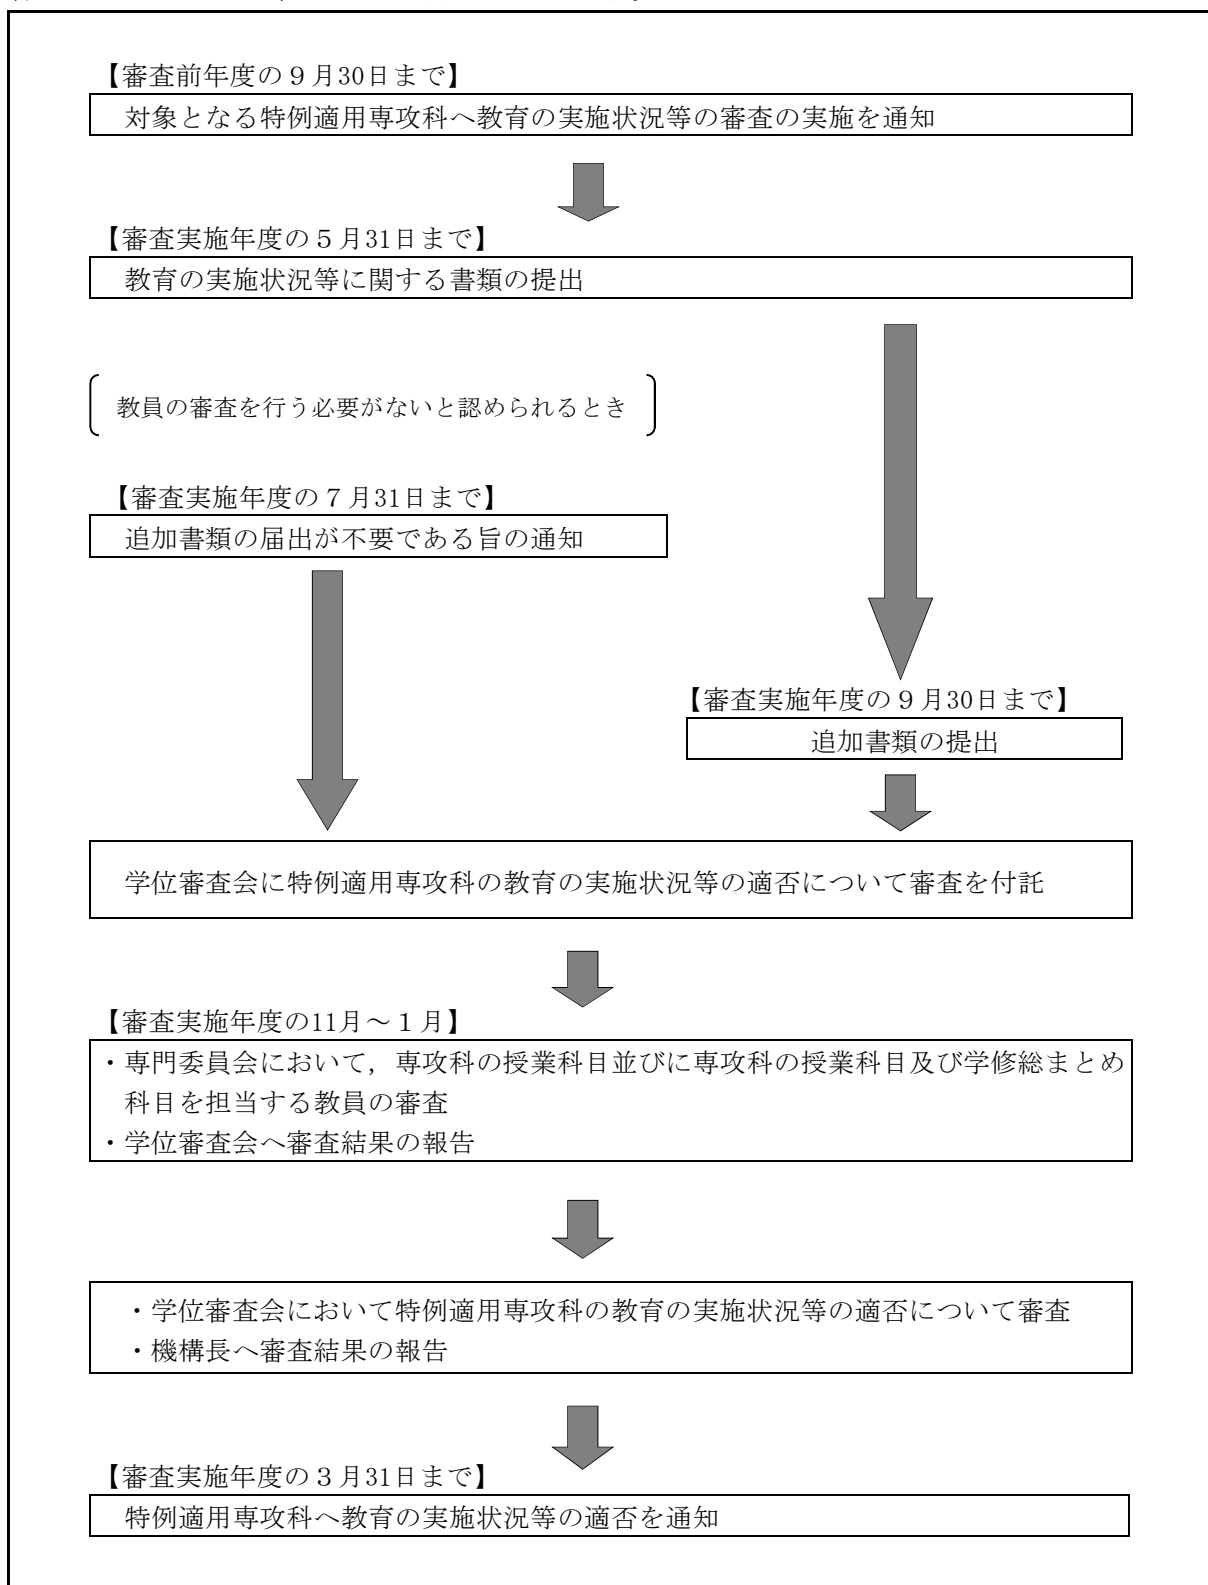 【審査前年度の９月30日まで】
対象となる特例適用専攻科へ教育の実施状況等の審査の実施を通知
【審査実施年度の５月31日まで】
教育の実施状況等に関する書類の提出
教員の審査を行う必要がないと認められるとき
【審査実施年度の７月31日まで】
追加書類の届出が不要である旨の通知
【審査実施年度の９月30日まで】
追加書類の提出
学位審査会に特例適用専攻科の教育の実施状況等の適否について審査を付託
【審査実施年度の11月～１月】
・専門委員会において，専攻科の授業科目並びに専攻科の授業科目及び学修総まとめ
科目を担当する教員の審査
・学位審査会へ審査結果の報告
・学位審査会において特例適用専攻科の教育の実施状況等の適否について審査
・機構長へ審査結果の報告
【審査実施年度の３月31日まで】
特例適用専攻科へ教育の実施状況等の適否を通知